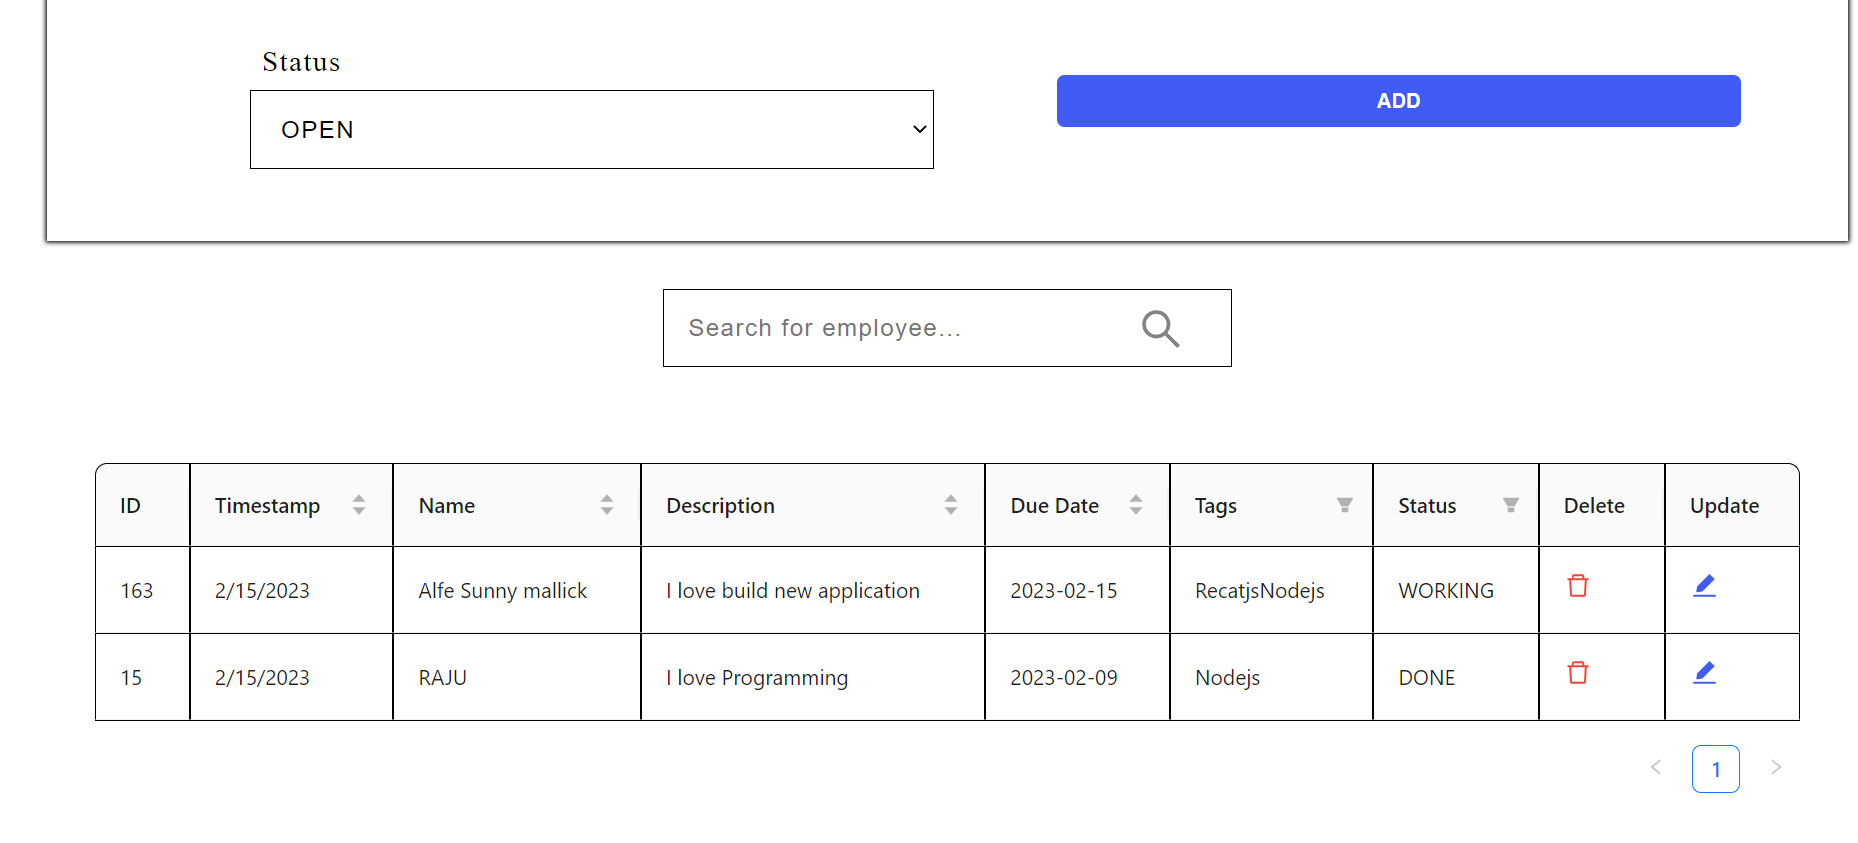 Status
OPEN
ADD
Search for employee...
ID Timestamp Name Description Due Date Tags Status Delete Update
163 2/15/2023 Alfe Sunny mallick I love build new application 2023-02-15 RecatjsNodejs WORKING
15 2/15/2023 RAJU I love Programming 2023-02-09 Nodejs DONE
< 1 >